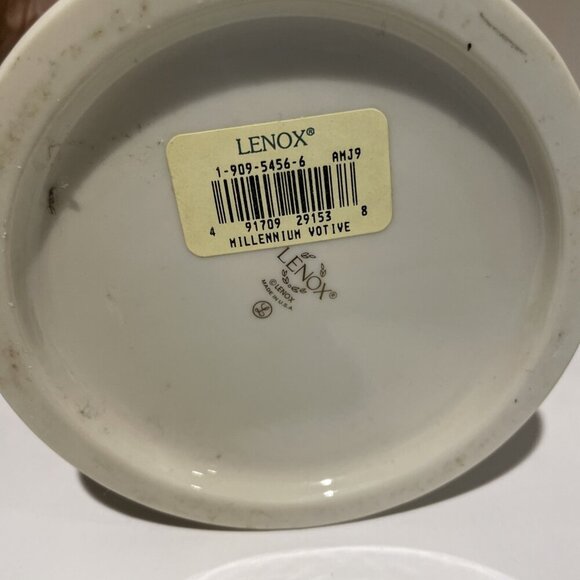 LENOX®
1-909-5456-6 AMJ9
4 91709 29153 8
MILLENNIUM VOTIVE
LENOX®
©LENOX
MADE IN U.S.A.
L